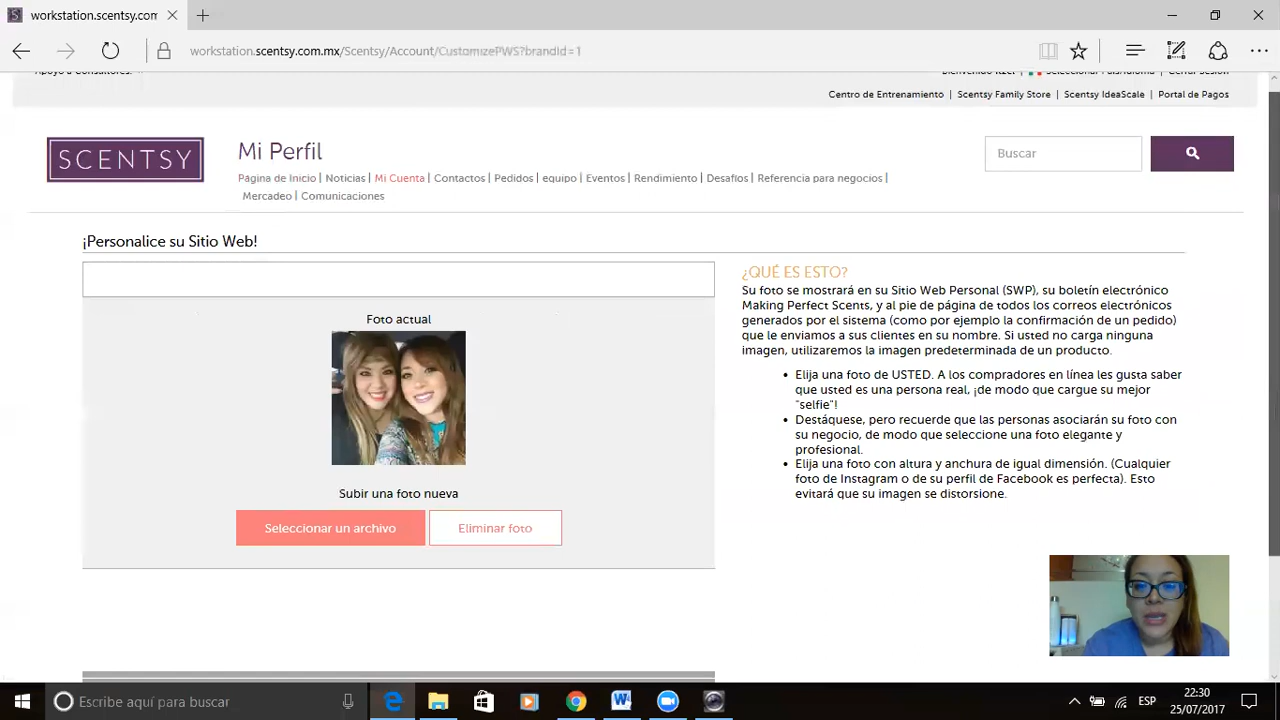 workstation.scentsy.com
workstation.scentsy.com.mx/Scentsy/Account/CustomizePWS?brandId=1
Apoyo a Consultores:
Bienvenido Itzel | Seleccionar País/Idioma | Cerrar Sesión
Centro de Entrenamiento | Scentsy Family Store | Scentsy IdeaScale | Portal de Pagos
SCENTSY
Mi Perfil
Buscar
Página de Inicio | Noticias | Mi Cuenta | Contactos | Pedidos | equipo | Eventos | Rendimiento | Desafíos | Referencia para negocios |
Mercadeo | Comunicaciones
¡Personalice su Sitio Web!
Foto actual
Subir una foto nueva
Seleccionar un archivo
Eliminar foto
¿QUÉ ES ESTO?
Su foto se mostrará en su Sitio Web Personal (SWP), su boletín electrónico
Making Perfect Scents, y al pie de página de todos los correos electrónicos
generados por el sistema (como por ejemplo la confirmación de un pedido)
que le enviamos a sus clientes en su nombre. Si usted no carga ninguna
imagen, utilizaremos la imagen predeterminada de un producto.
• Elija una foto de USTED. A los compradores en línea les gusta saber
que usted es una persona real, ¡de modo que cargue su mejor
"selfie"!
• Destáquese, pero recuerde que las personas asociarán su foto con
su negocio, de modo que seleccione una foto elegante y
profesional.
• Elija una foto con altura y anchura de igual dimensión. (Cualquier
foto de Instagram o de su perfil de Facebook es perfecta). Esto
evitará que su imagen se distorsione.
Escribe aquí para buscar
ESP
22:30
25/07/2017